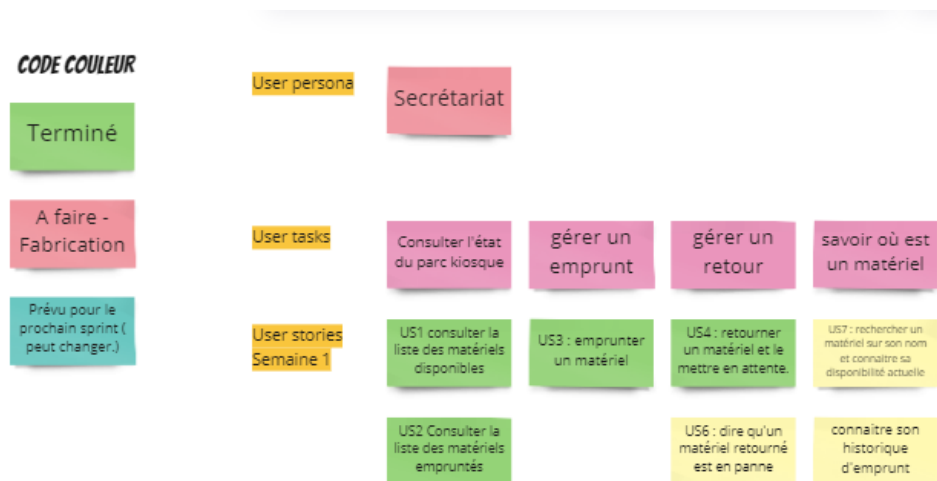 CODE COULEUR
Terminé
A faire -
Fabrication
Prévu pour le
prochain sprint (
peut changer.)
User persona
Secrétariat
User tasks
Consulter l'état
du parc kiosque
gérer un
emprunt
gérer un
retour
savoir où est
un matériel
User stories
Semaine 1
US1 consulter la
liste des matériels
disponibles
US3 : emprunter
un matériel
US4 : retourner
un matériel et le
mettre en attente.
US7 : rechercher un
matériel sur son nom
et connaitre sa
disponibilité actuelle
US2 Consulter la
liste des matériels
empruntés
US6 : dire qu'un
matériel retourné
est en panne
connaitre son
historique
d'emprunt